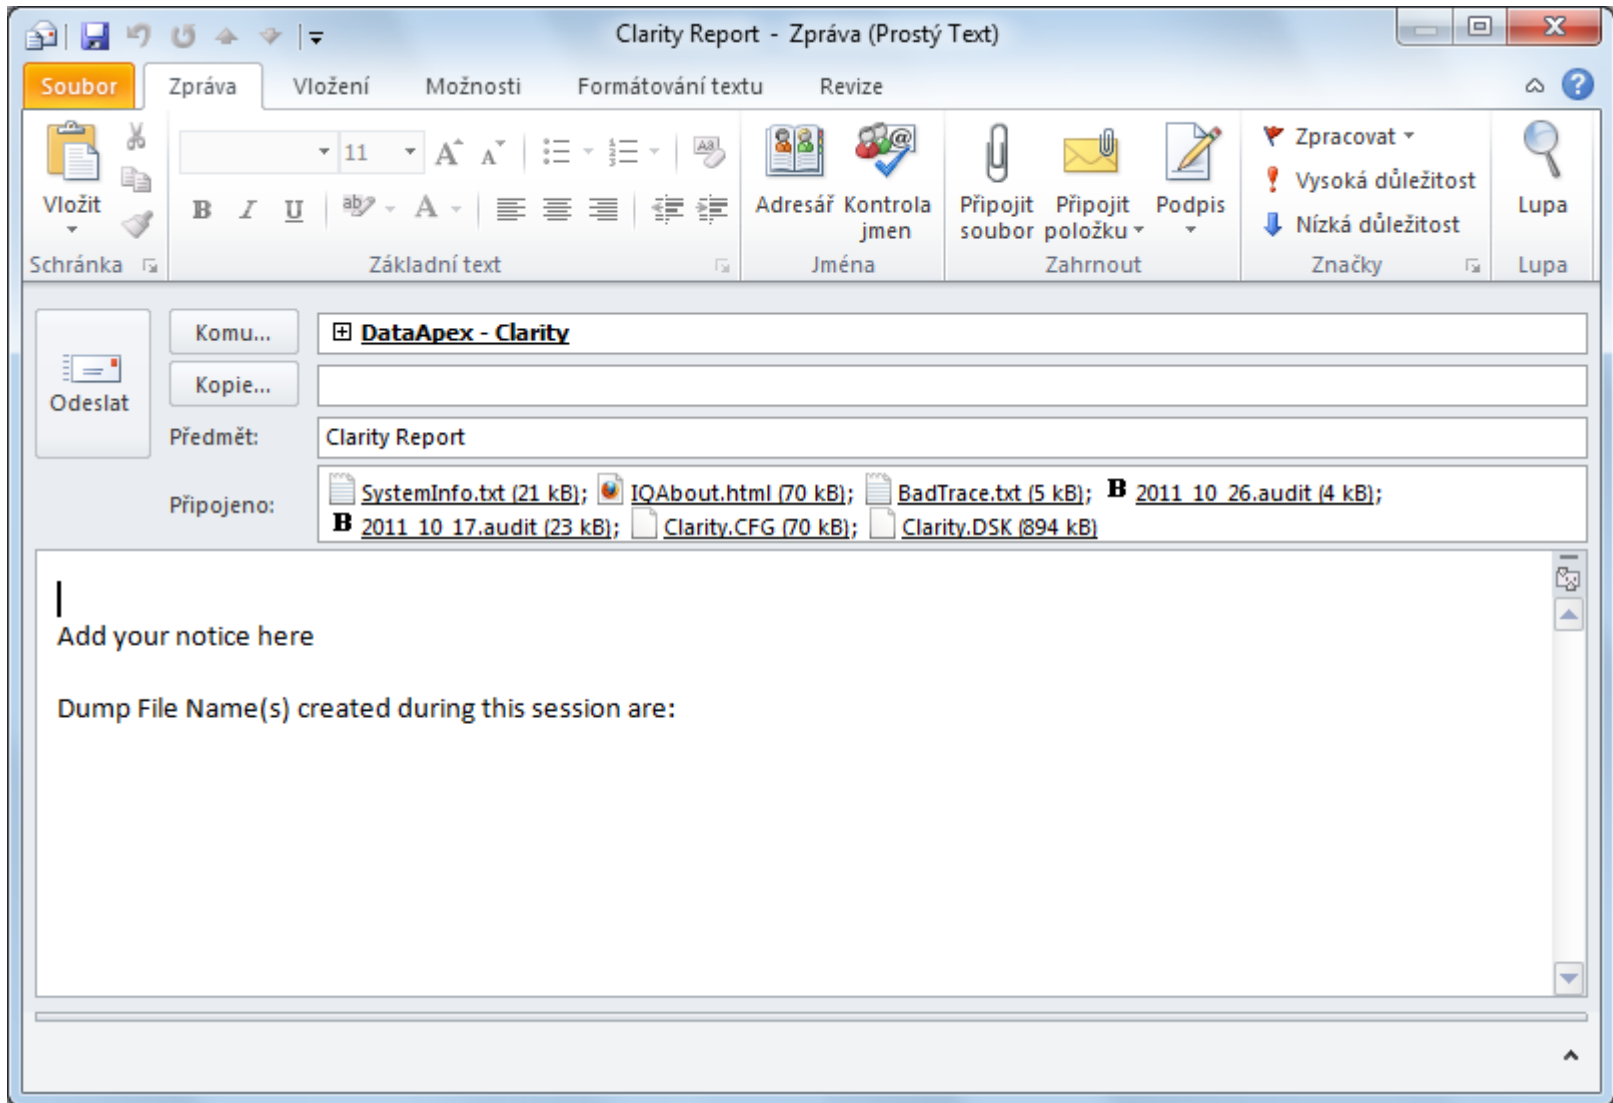 Clarity Report - Zpráva (Prostý Text)
Soubor Zpráva Vložení Možnosti Formátování textu Revize
Vložit
11
B I U
Adresář Kontrola jmen
Připojit soubor Připojit položku Podpis
Zpracovat
Vysoká důležitost
Nízká důležitost
Lupa
Schránka Základní text Jména Zahrnout Značky Lupa
Odeslat
Komu... DataApex - Clarity
Kopie...
Předmět: Clarity Report
Připojeno: SystemInfo.txt (21 kB); IQAbout.html (70 kB); BadTrace.txt (5 kB); B 2011_10_26.audit (4 kB);
B 2011_10_17.audit (23 kB); Clarity.CFG (70 kB); Clarity.DSK (894 kB)
Add your notice here
Dump File Name(s) created during this session are: